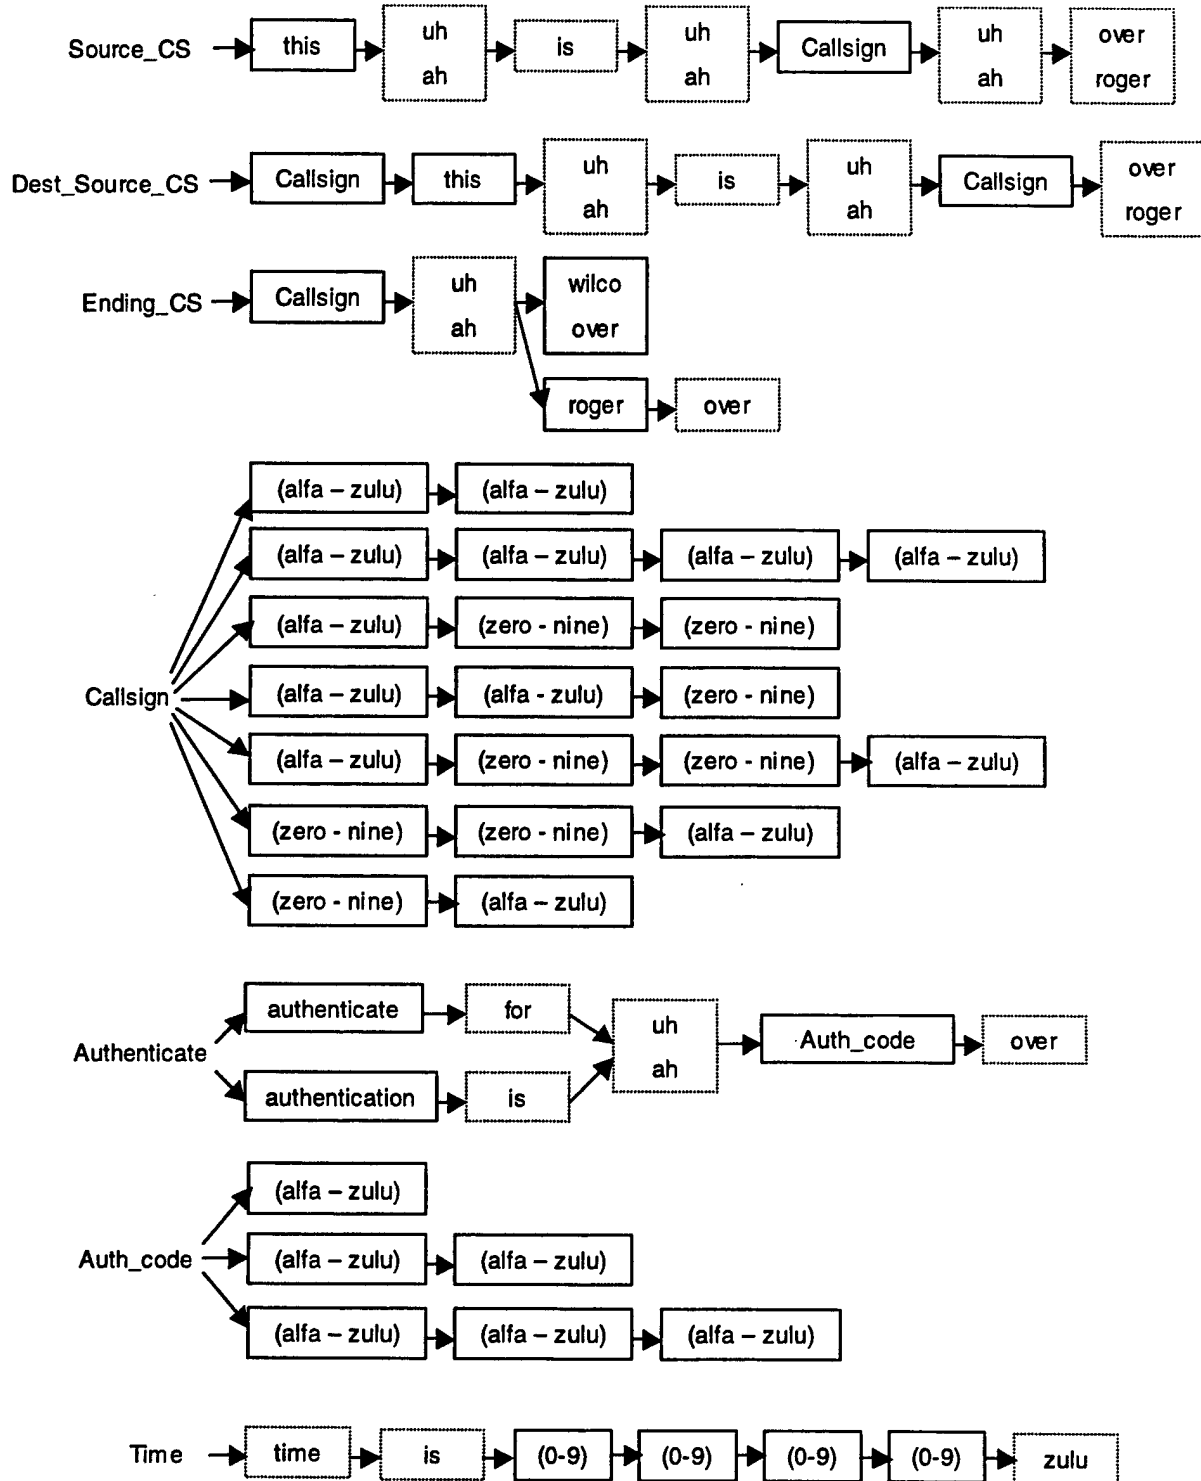 Source_CS this uh is uh Callsign uh over
ah ah ah roger
Dest_Source_CS Callsign this uh is uh Callsign over
ah ah roger
Ending_CS Callsign uh wilco
ah over
roger over
(alfa – zulu) (alfa – zulu)
(alfa – zulu) (alfa – zulu) (alfa – zulu) (alfa – zulu)
(alfa – zulu) (zero - nine) (zero - nine)
Callsign (alfa – zulu) (alfa - zulu) (zero - nine)
(alfa – zulu) (zero - nine) (zero - nine) (alfa – zulu)
(zero - nine) (zero - nine) (alfa – zulu)
(zero - nine) (alfa – zulu)
authenticate for uh Auth_code over
Authenticate ah
authentication is
(alfa – zulu)
Auth_code (alfa – zulu) (alfa – zulu)
(alfa – zulu) (alfa – zulu) (alfa – zulu)
Time time is (0-9) (0-9) (0-9) (0-9) zulu